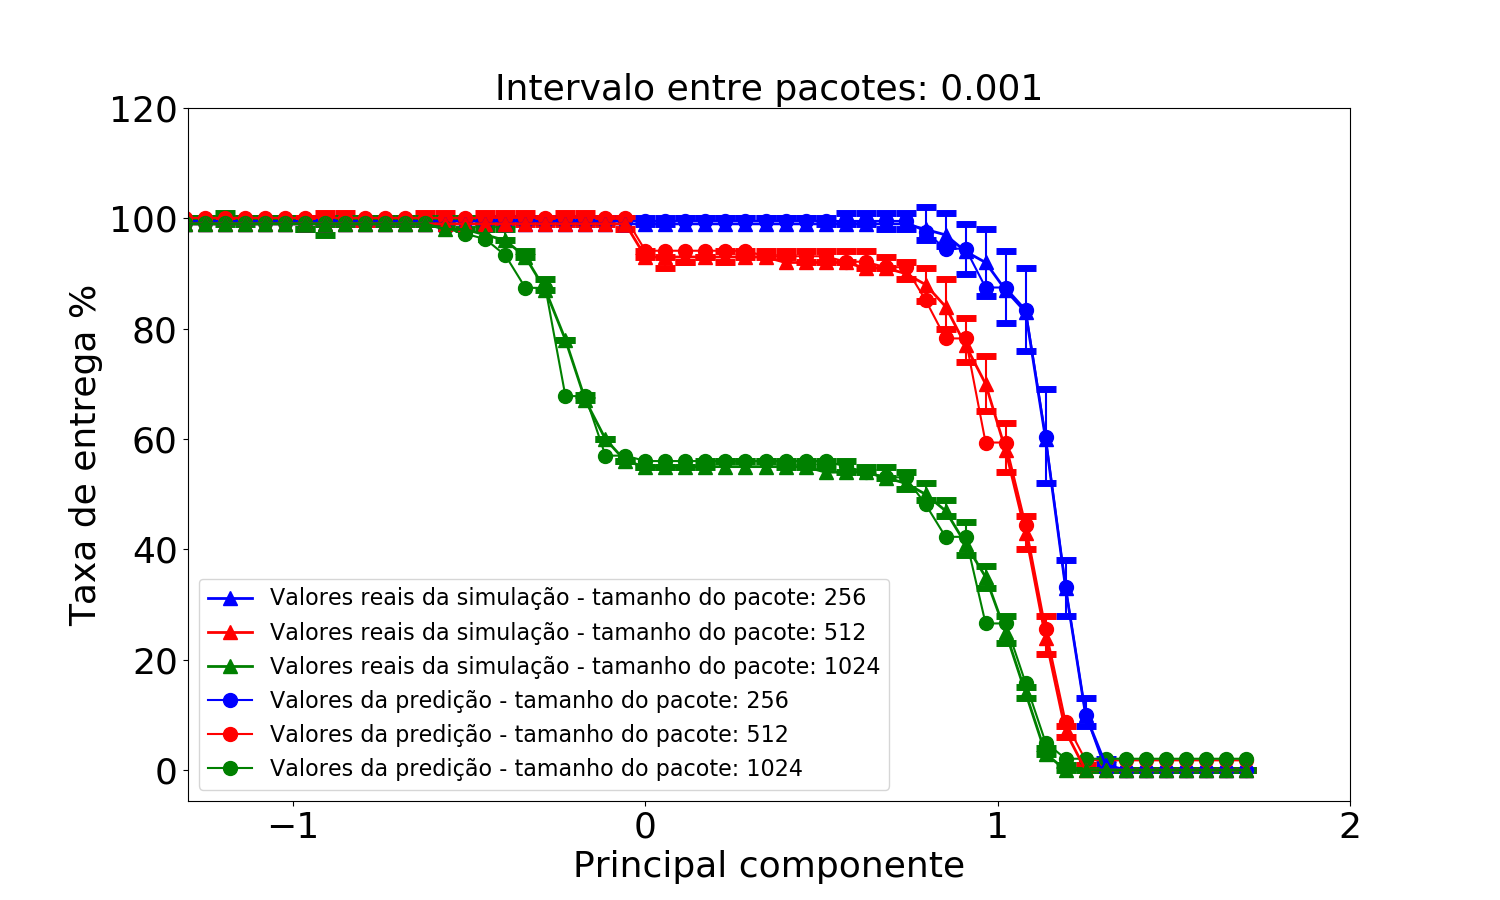 Intervalo entre pacotes: 0.001
120
100
80
60
40
20
0
Taxa de entrega %
Valores reais da simulação - tamanho do pacote: 256
Valores reais da simulação - tamanho do pacote: 512
Valores reais da simulação - tamanho do pacote: 1024
Valores da predição - tamanho do pacote: 256
Valores da predição - tamanho do pacote: 512
Valores da predição - tamanho do pacote: 1024
−1 0 1 2
Principal componente